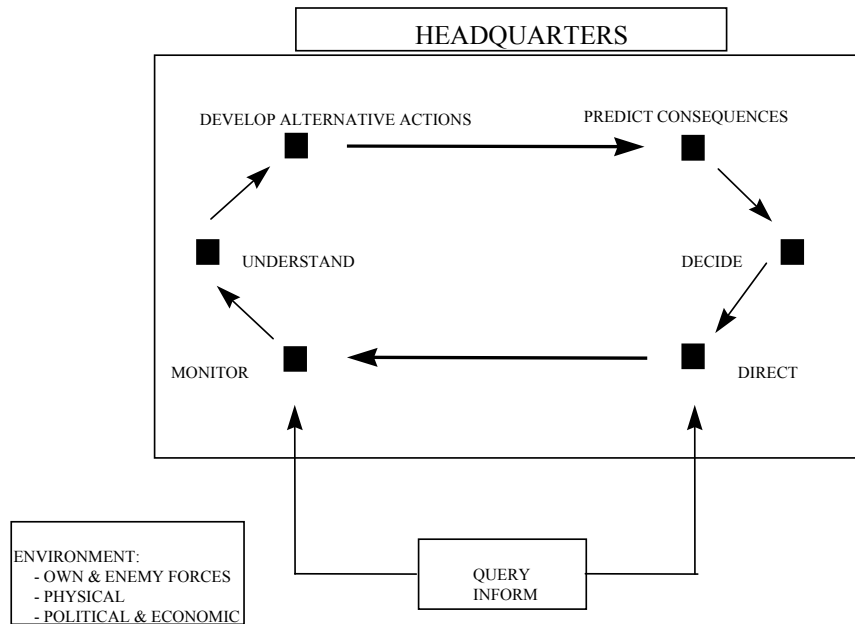 HEADQUARTERS
DEVELOP ALTERNATIVE ACTIONS
PREDICT CONSEQUENCES
UNDERSTAND
DECIDE
MONITOR
DIRECT
ENVIRONMENT:
- OWN & ENEMY FORCES
- PHYSICAL
- POLITICAL & ECONOMIC
QUERY
INFORM